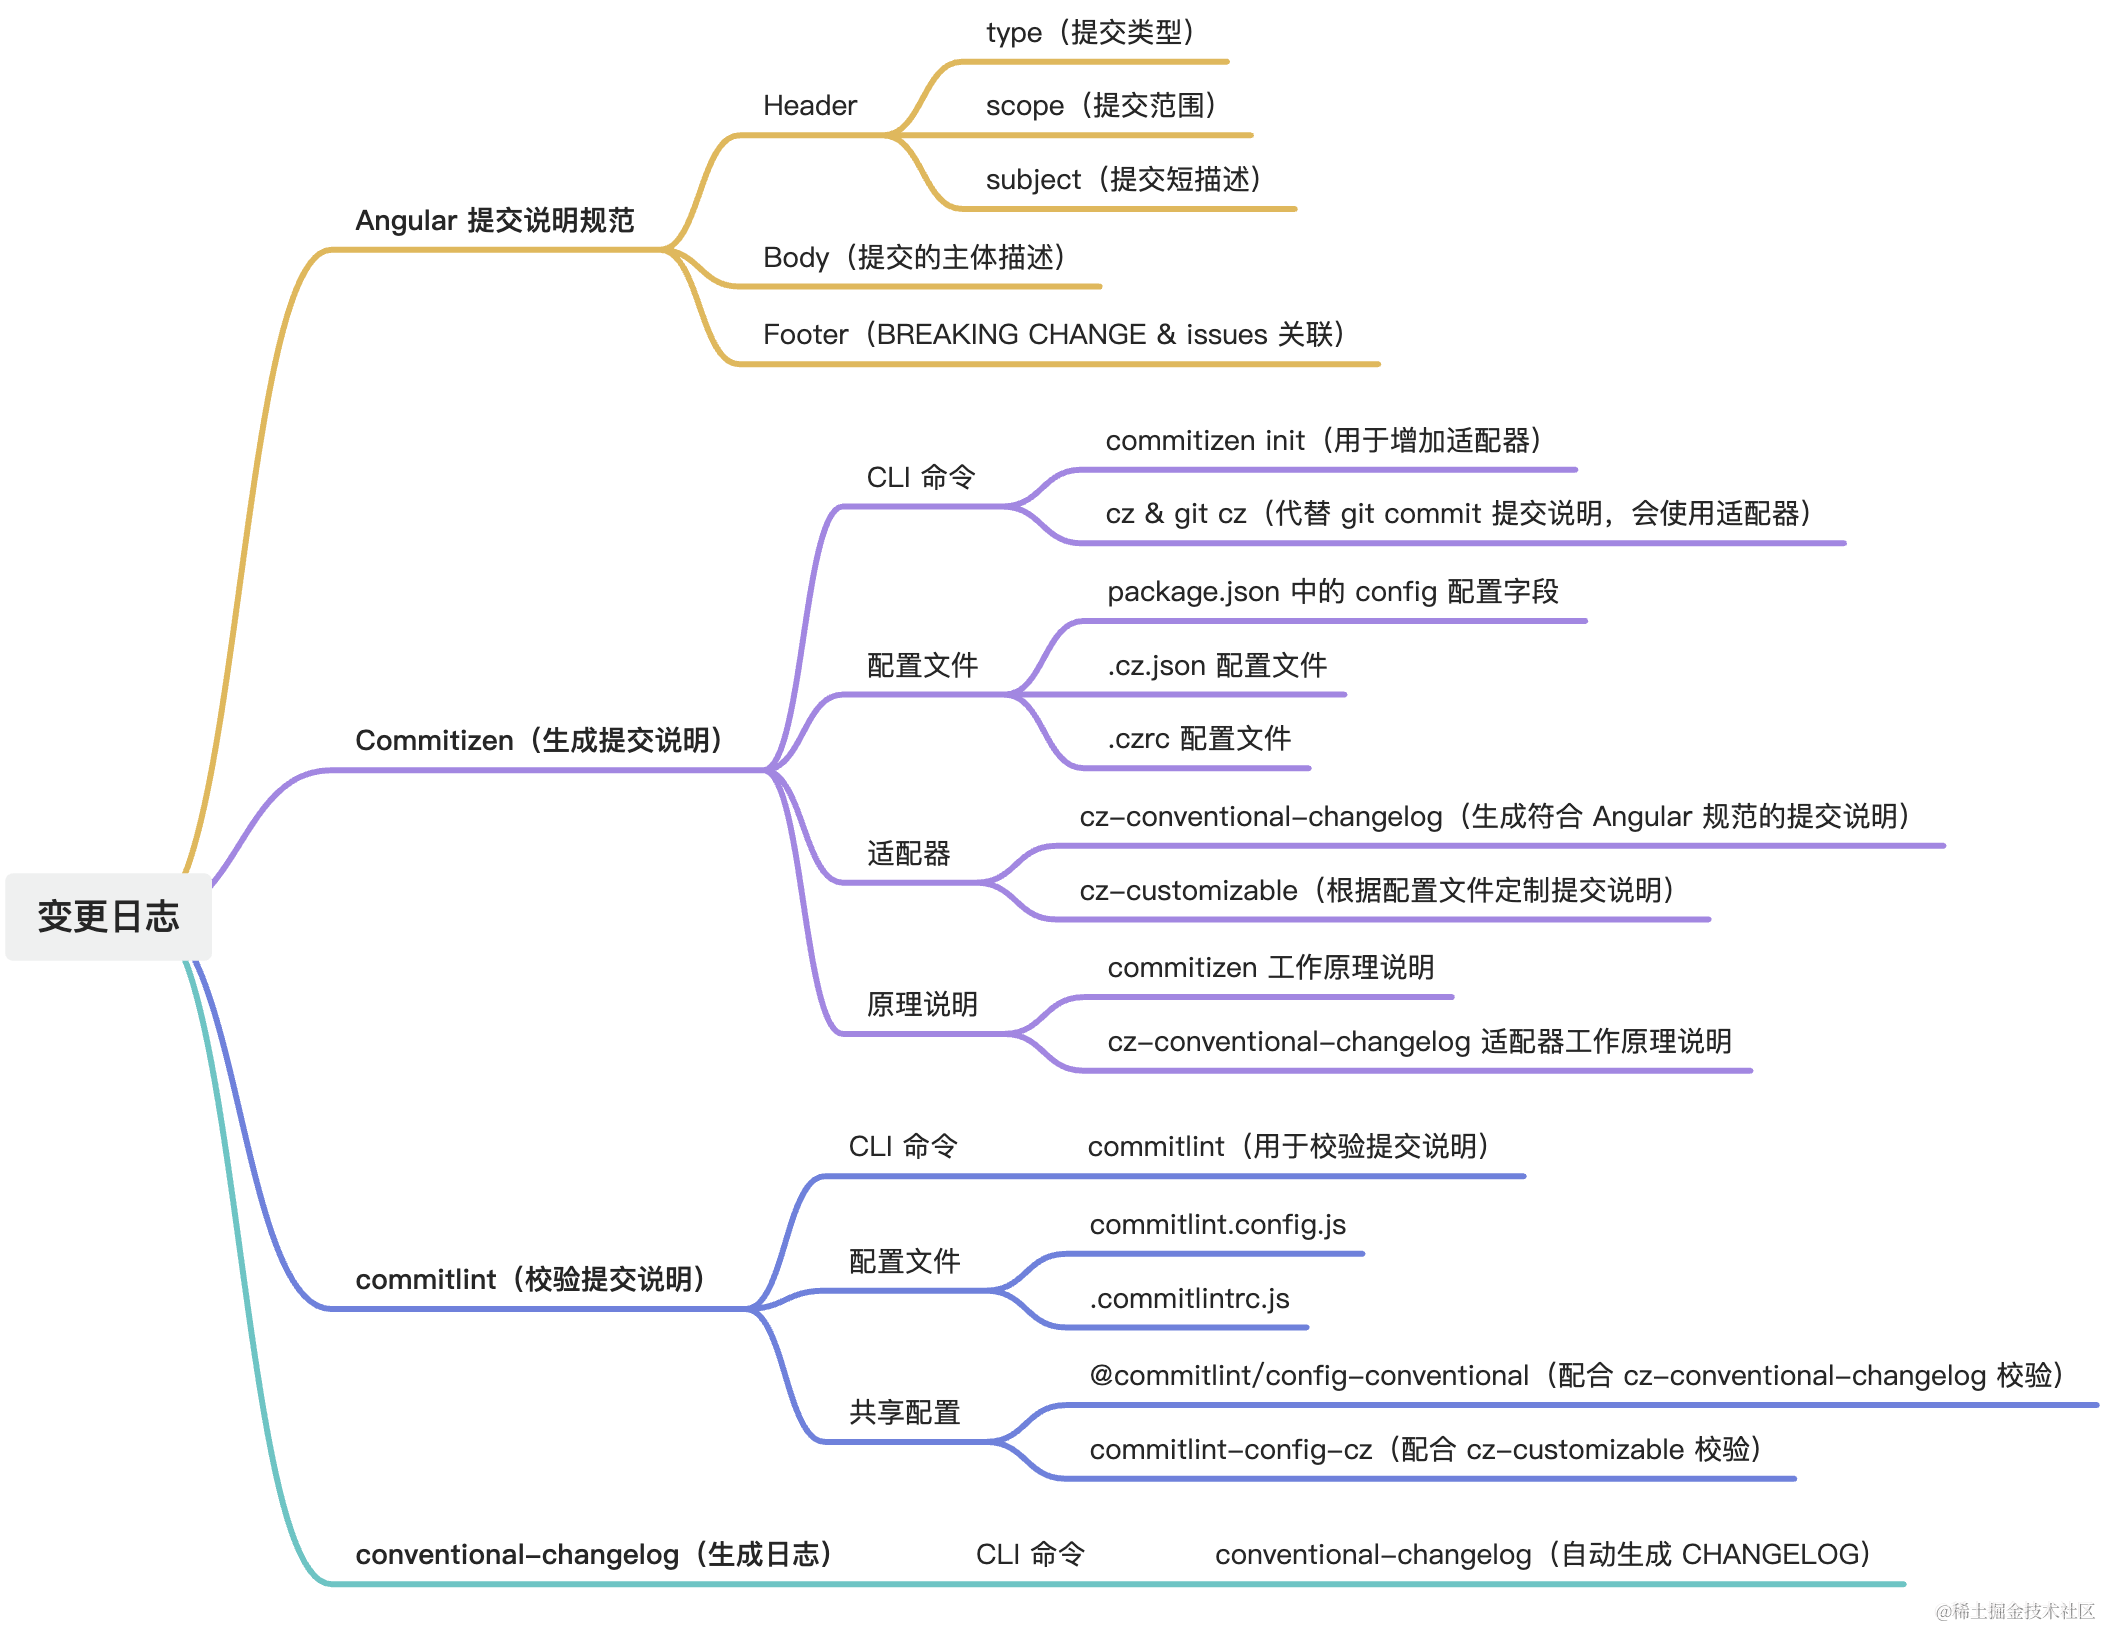 变更日志
Angular 提交说明规范
Header
type（提交类型）
scope（提交范围）
subject（提交短描述）
Body（提交的主体描述）
Footer（BREAKING CHANGE & issues 关联）
Commitizen（生成提交说明）
CLI 命令
commitizen init（用于增加适配器）
cz & git cz（代替 git commit 提交说明，会使用适配器）
配置文件
package.json 中的 config 配置字段
.cz.json 配置文件
.czrc 配置文件
适配器
cz-conventional-changelog（生成符合 Angular 规范的提交说明）
cz-customizable（根据配置文件定制提交说明）
原理说明
commitizen 工作原理说明
cz-conventional-changelog 适配器工作原理说明
commitlint（校验提交说明）
CLI 命令
commitlint（用于校验提交说明）
配置文件
commitlint.config.js
.commitlintrc.js
共享配置
@commitlint/config-conventional（配合 cz-conventional-changelog 校验）
commitlint-config-cz（配合 cz-customizable 校验）
conventional-changelog（生成日志）
CLI 命令
conventional-changelog（自动生成 CHANGELOG）
@稀土掘金技术社区